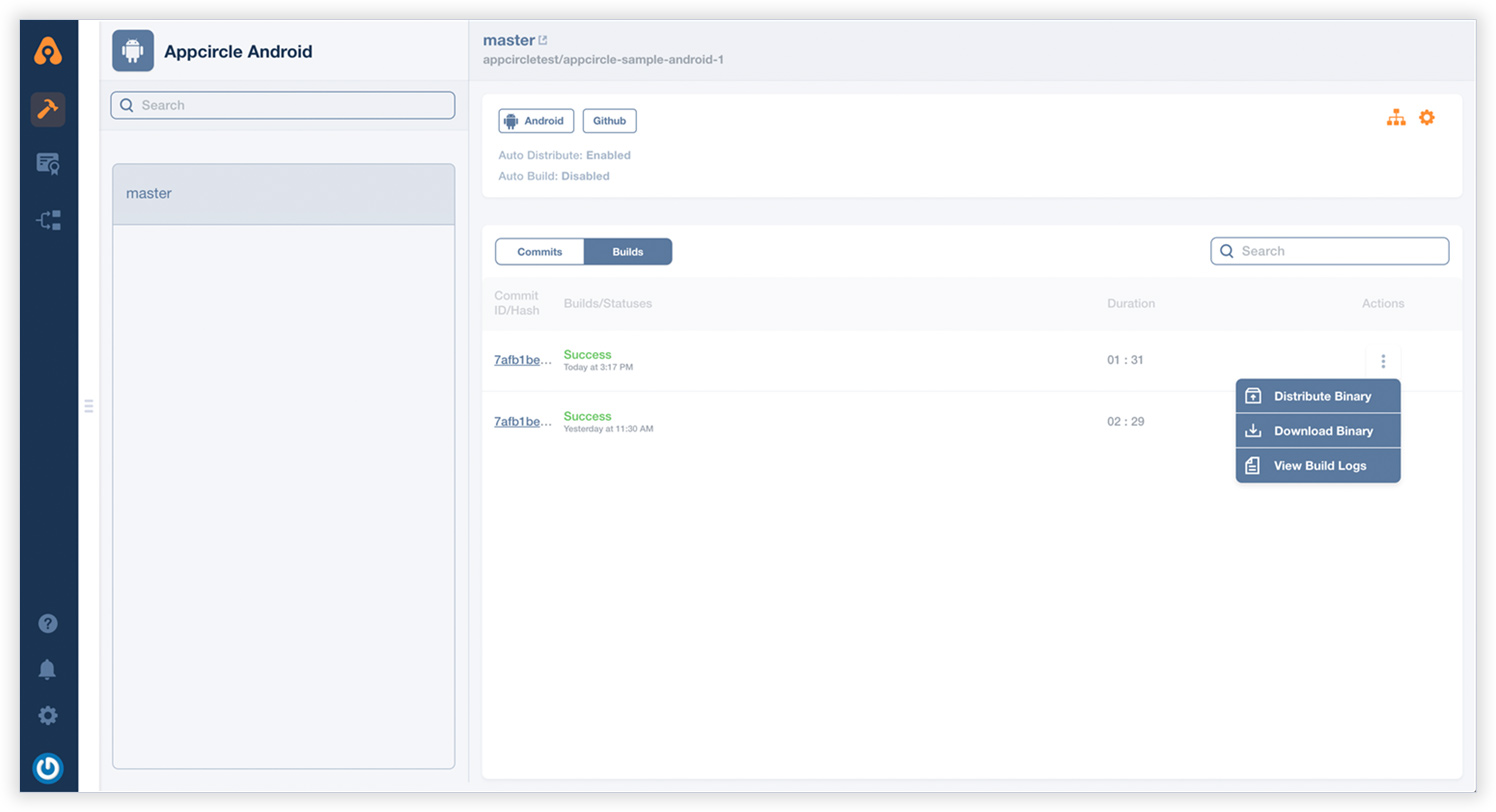 Appcircle Android
Search
master
master
appcircletest/appcircle-sample-android-1
Android
Github
Auto Distribute: Enabled
Auto Build: Disabled
Commits
Builds
Search
Commit
ID/Hash
Builds/Statuses
Duration
Actions
7afb1be...
Success
Today at 3:17 PM
01 : 31
Distribute Binary
7afb1be...
Success
Yesterday at 11:30 AM
02 : 29
Download Binary
View Build Logs
?